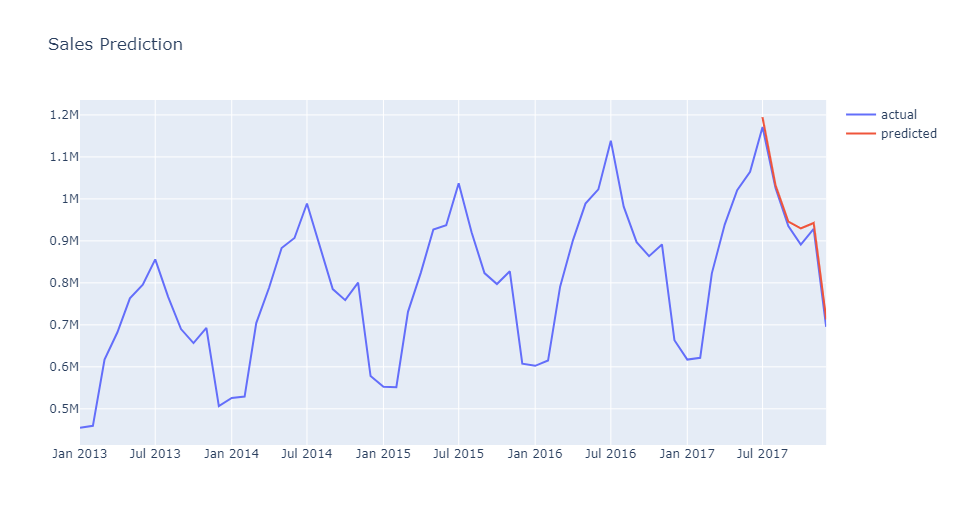 Sales Prediction
1.2M
1.1M
1M
0.9M
0.8M
0.7M
0.6M
0.5M
Jan 2013 Jul 2013 Jan 2014 Jul 2014 Jan 2015 Jul 2015 Jan 2016 Jul 2016 Jan 2017 Jul 2017
actual
predicted